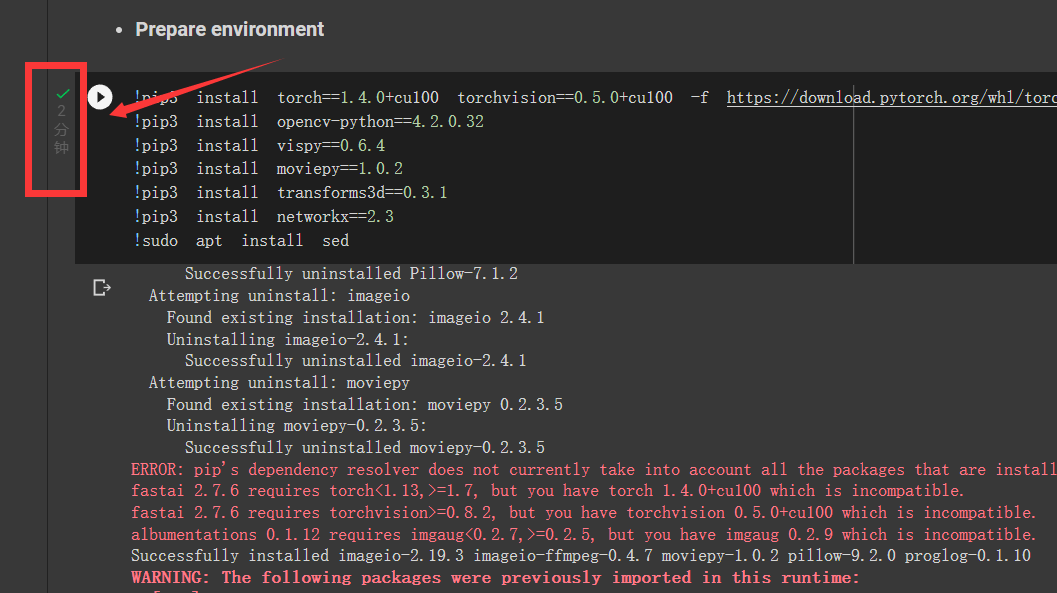 • Prepare environment
2
分
钟
!pip3 install torch==1.4.0+cu100 torchvision==0.5.0+cu100 -f https://download.pytorch.org/whl/torc
!pip3 install opencv-python==4.2.0.32
!pip3 install vispy==0.6.4
!pip3 install moviepy==1.0.2
!pip3 install transforms3d==0.3.1
!pip3 install networkx==2.3
!sudo apt install sed
Successfully uninstalled Pillow-7.1.2
Attempting uninstall: imageio
Found existing installation: imageio 2.4.1
Uninstalling imageio-2.4.1:
Successfully uninstalled imageio-2.4.1
Attempting uninstall: moviepy
Found existing installation: moviepy 0.2.3.5
Uninstalling moviepy-0.2.3.5:
Successfully uninstalled moviepy-0.2.3.5
ERROR: pip's dependency resolver does not currently take into account all the packages that are install
fastai 2.7.6 requires torch<1.13,>=1.7, but you have torch 1.4.0+cu100 which is incompatible.
fastai 2.7.6 requires torchvision>=0.8.2, but you have torchvision 0.5.0+cu100 which is incompatible.
albumentations 0.1.12 requires imgaug<0.2.7,>=0.2.5, but you have imgaug 0.2.9 which is incompatible.
Successfully installed imageio-2.19.3 imageio-ffmpeg-0.4.7 moviepy-1.0.2 pillow-9.2.0 proglog-0.1.10
WARNING: The following packages were previously imported in this runtime: